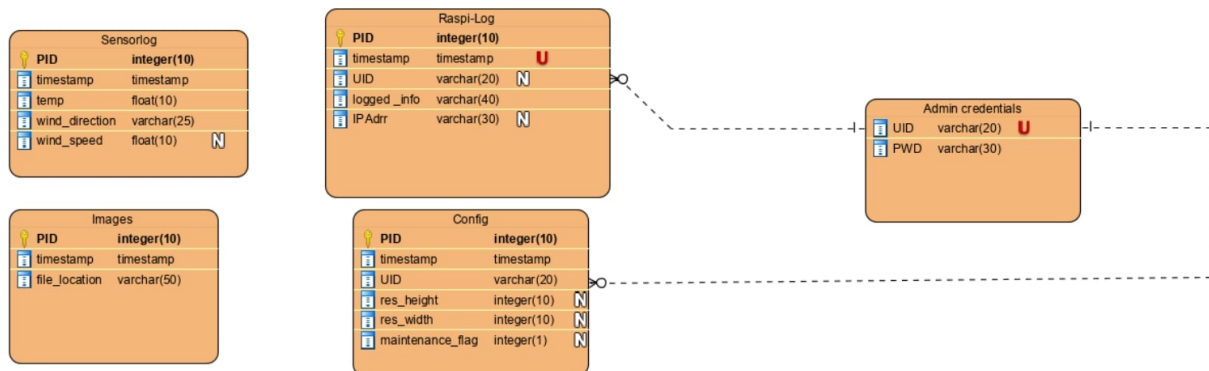 Sensorlog
PID integer(10)
timestamp timestamp
temp float(10)
wind_direction varchar(25)
wind_speed float(10) N
Raspi-Log
PID integer(10)
timestamp timestamp U
UID varchar(20) N
logged _info varchar(40)
IPAdrr varchar(30) N
Admin credentials
UID varchar(20) U
PWD varchar(30)
Images
PID integer(10)
timestamp timestamp
file_location varchar(50)
Config
PID integer(10)
timestamp timestamp
UID varchar(20)
res_height integer(10) N
res_width integer(10) N
maintenance_flag integer(1) N